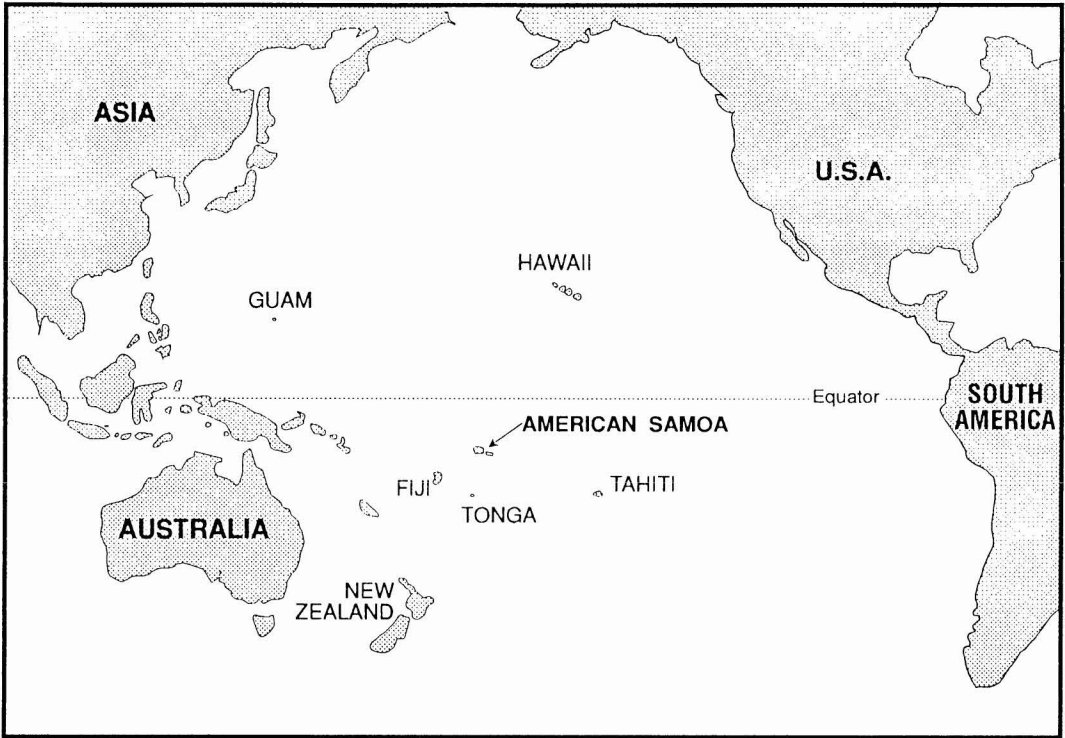 ASIA
U.S.A.
HAWAII
GUAM
Equator
SOUTH
AMERICA
AMERICAN SAMOA
FIJI
TAHITI
TONGA
AUSTRALIA
NEW
ZEALAND